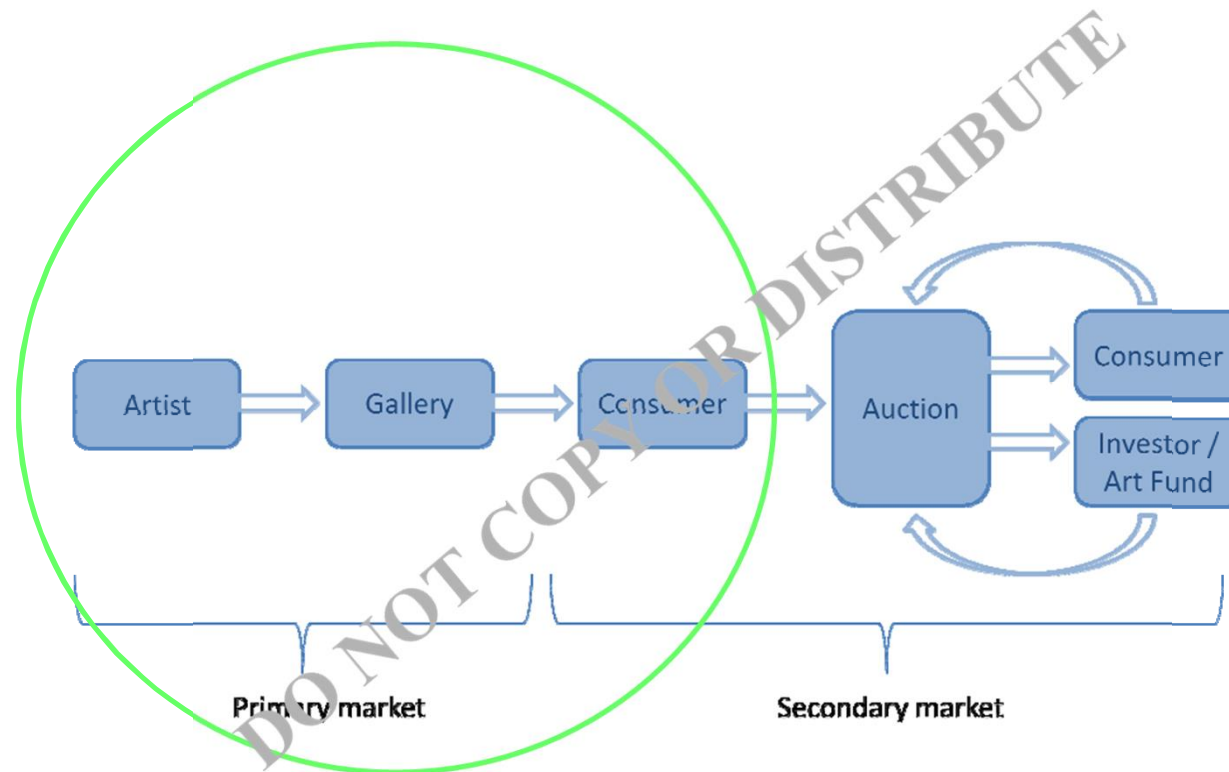 Artist
Gallery
Consumer
Auction
Consumer
Investor /
Art Fund
Primary market
Secondary market
DO NOT COPY OR DISTRIBUTE